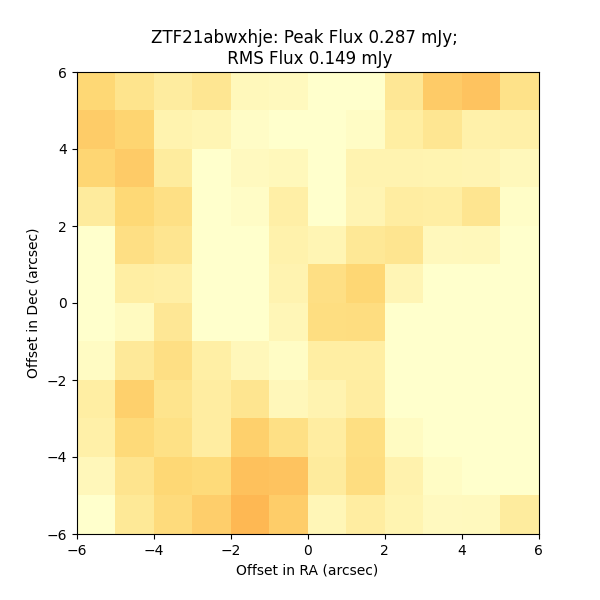 ZTF21abwxhje: Peak Flux 0.287 mJy;
RMS Flux 0.149 mJy
6
4
2
0
−2
−4
−6
Offset in Dec (arcsec)
−6 −4 −2 0 2 4 6
Offset in RA (arcsec)